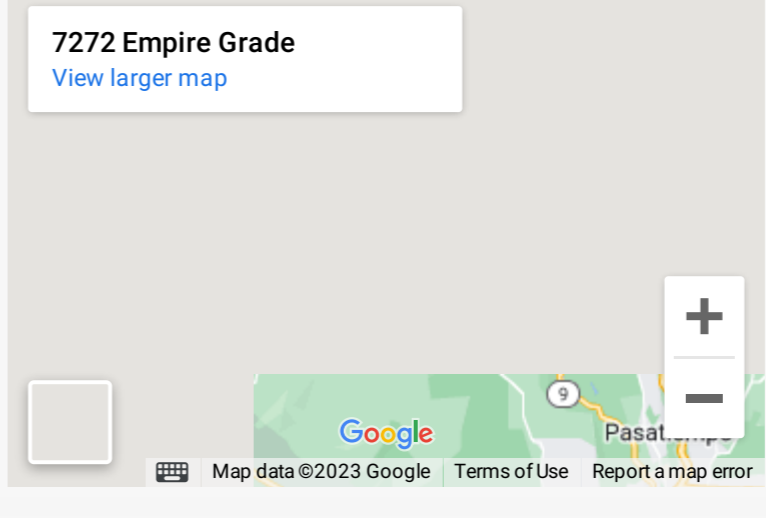 7272 Empire Grade
View larger map
9
Google
Map data ©2023 Google
Terms of Use
Report a map error